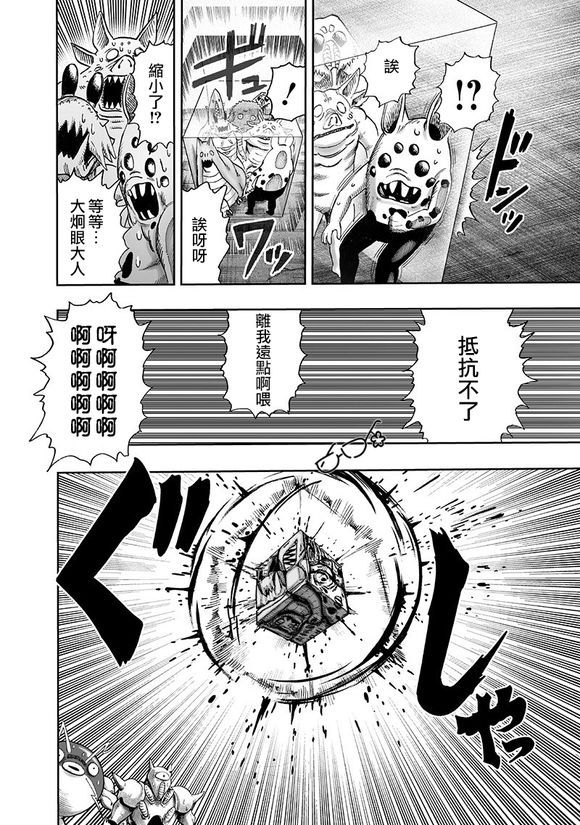 !?
誒
ドンッ
!
ギュ
誒呀呀
ワッ
縮小了!?
等等…
大炯眼大人
抵抗不了
離我遠點啊喂
呀啊啊啊啊
啊啊啊啊啊
ぐしゃっ